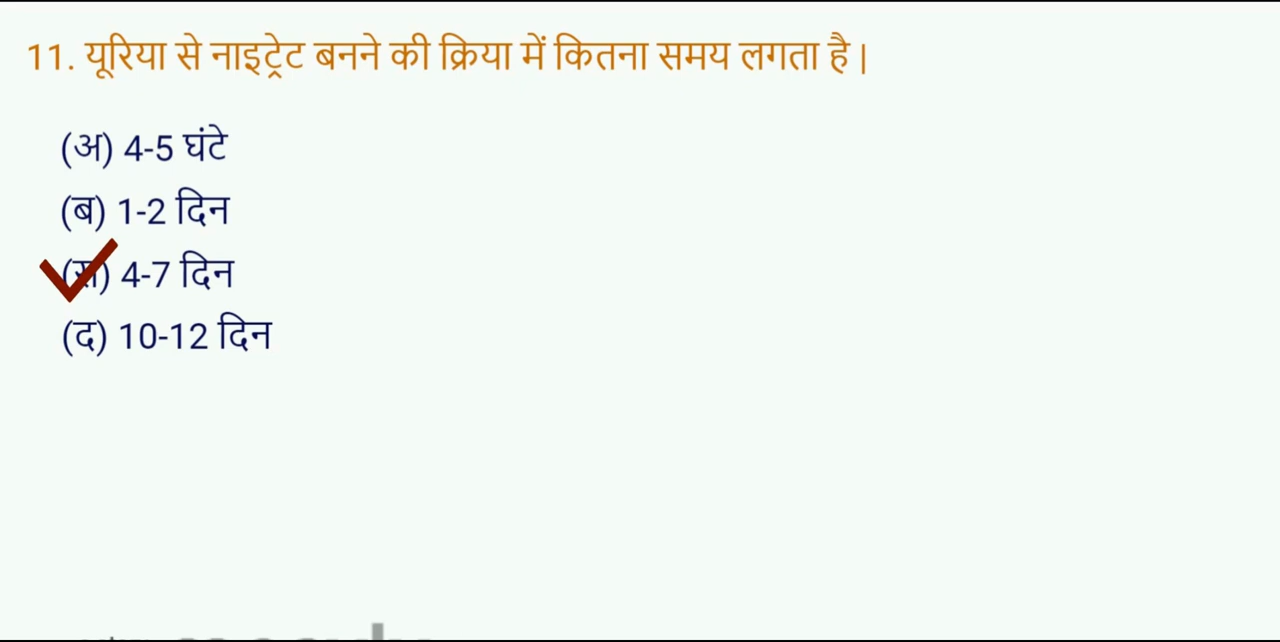 11. यूरिया से नाइट्रेट बनने की क्रिया में कितना समय लगता है |
(अ) 4-5 घंटे
(ब) 1-2 दिन
(स) 4-7 दिन
(द) 10-12 दिन